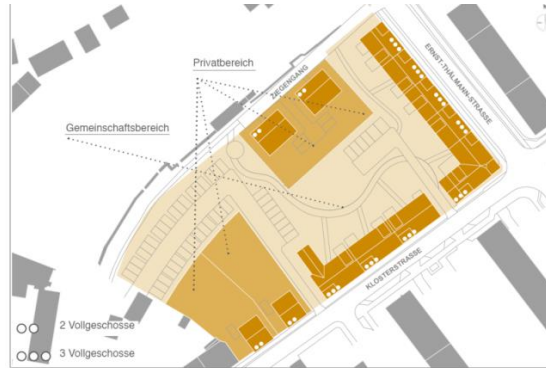 Privatbereich
ZIEGENGANG
ERNST-THÄLMANN-STRASSE
Gemeinschaftsbereich
KLOSTERSTRASSE
2 Vollgeschosse
3 Vollgeschosse